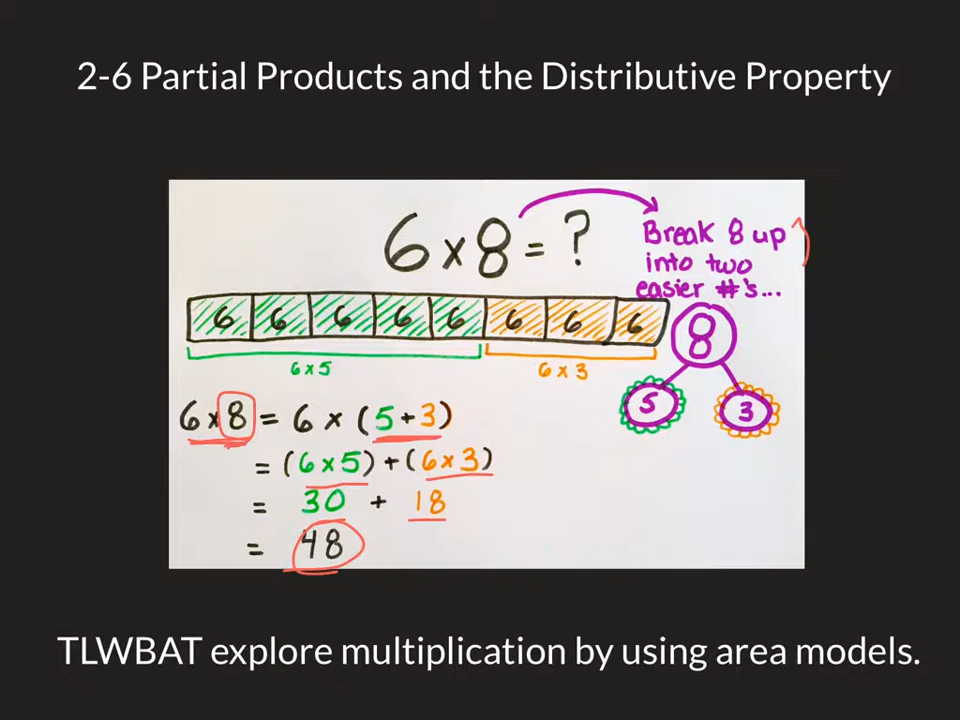 2-6 Partial Products and the Distributive Property
6 x 8 = ?
Break 8 up
into two
easier #'s...
6 6 6 6 6 6 6 6
6 x 5
6 x 3
8
5 3
6 x 8 = 6 x (5 + 3)
= (6 x 5) + (6 x 3)
= 30 + 18
= 48
TLWBAT explore multiplication by using area models.